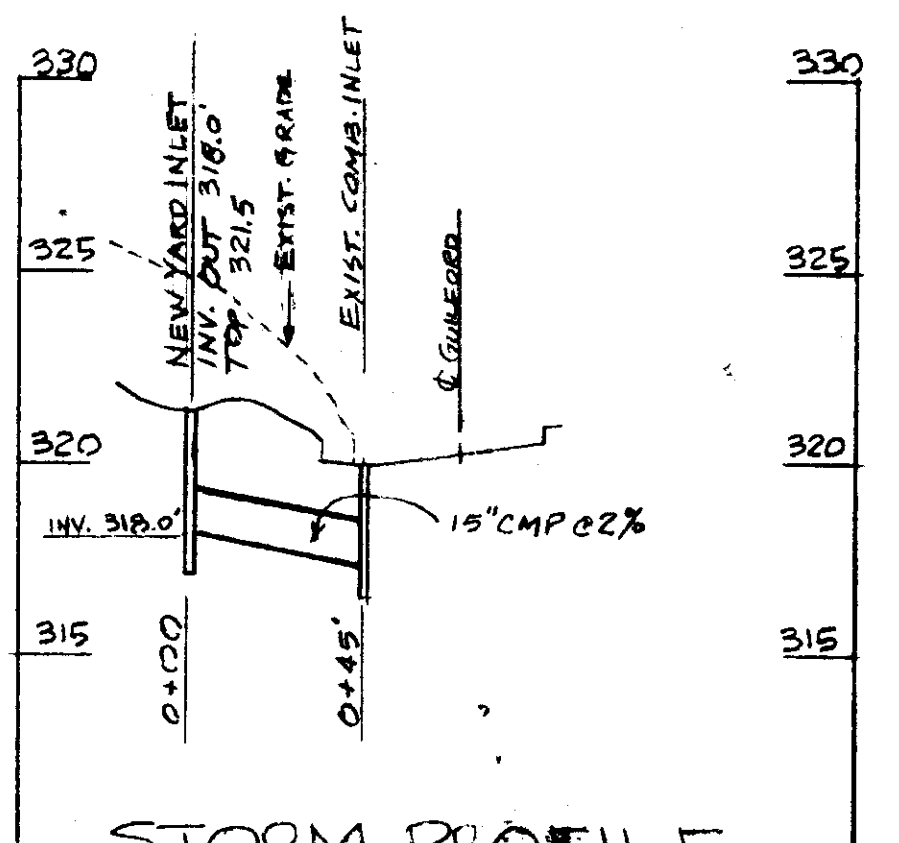 330
330
NEW YARD INLET
INV. OUT 318.0'
TOP. 321.5
EXIST. GRADE
EXIST. COMB. INLET
℄ GUILFORD
325
325
320
320
INV. 318.0'
15" CMP @ 2%
315
315
0+00
0+45'
STORM PROFILE